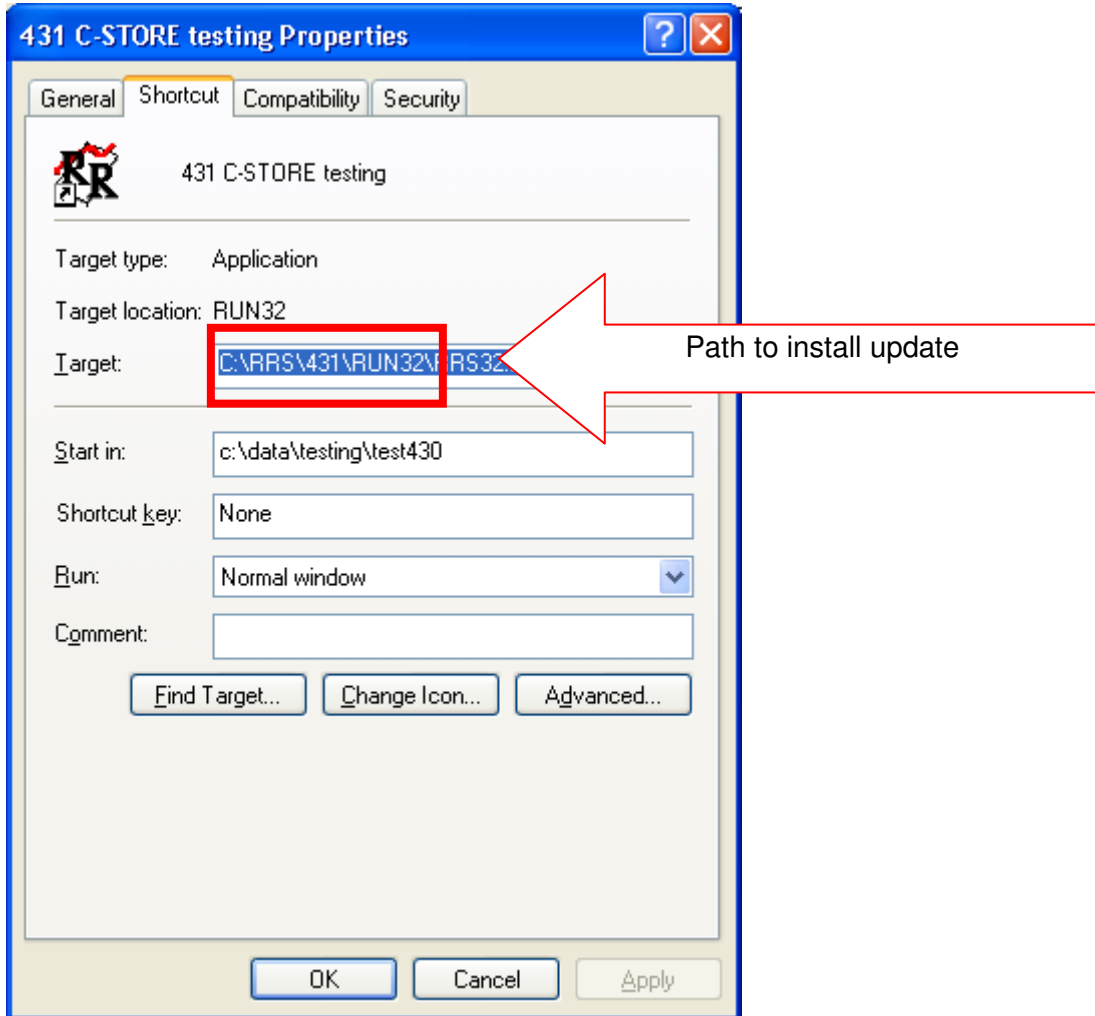 431 C-STORE testing Properties
General Shortcut Compatibility Security
RR
431 C-STORE testing
Target type: Application
Target location: RUN32
Target: C:\RRS\431\RUN32\RRS32.
Path to install update
Start in: c:\data\testing\test430
Shortcut key: None
Run: Normal window
Comment:
Find Target... Change Icon... Advanced...
OK Cancel Apply